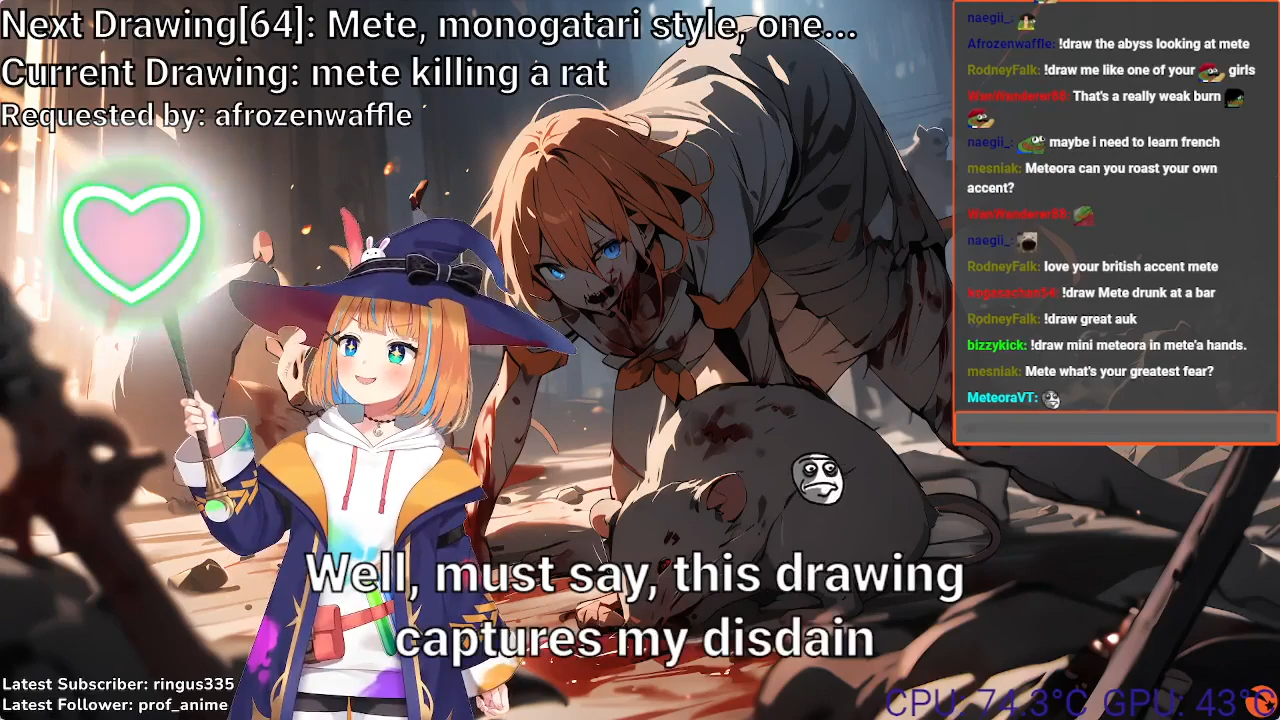 Next Drawing[64]: Mete, monogatari style, one...
Current Drawing: mete killing a rat
Requested by: afrozenwaffle
naegii_:
Afrozenwaffle: !draw the abyss looking at mete
RodneyFalk: !draw me like one of your girls
WanWanderer88: That's a really weak burn
naegii_: maybe i need to learn french
mesniak: Meteora can you roast your own
accent?
WanWanderer88:
naegii_:
RodneyFalk: love your british accent mete
!draw Mete drunk at a bar
RodneyFalk: !draw great auk
bizzykick: !draw mini meteora in mete'a hands.
mesniak: Mete what's your greatest fear?
MeteoraVT:
Well, must say, this drawing
captures my disdain
Latest Subscriber: ringus335
Latest Follower: prof_anime
CPU: 74.3°C GPU: 43°C